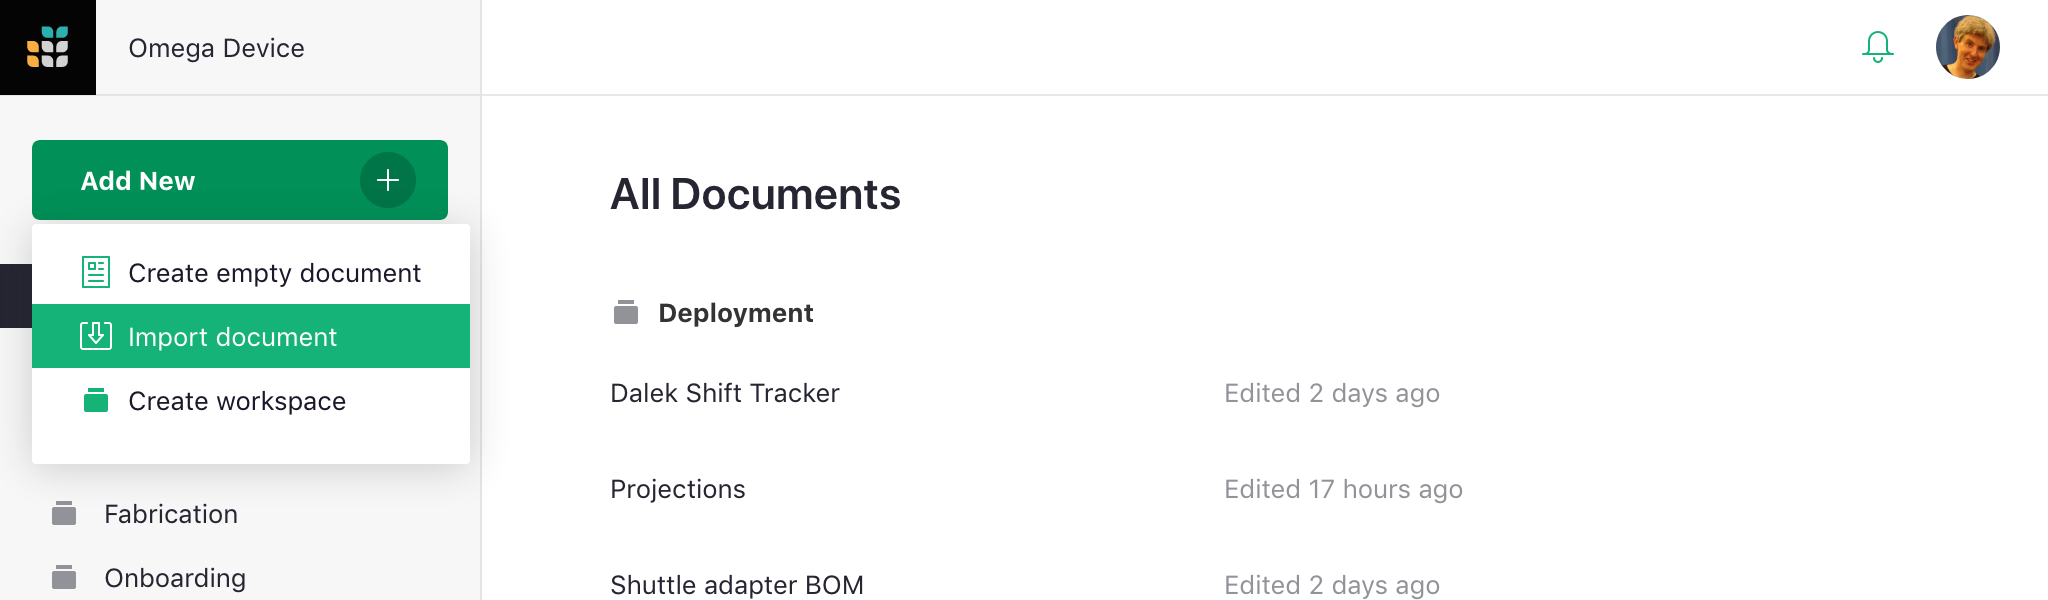 Omega Device
Add New
Create empty document
Import document
Create workspace
Fabrication
Onboarding
All Documents
Deployment
Dalek Shift Tracker Edited 2 days ago
Projections Edited 17 hours ago
Shuttle adapter BOM Edited 2 days ago